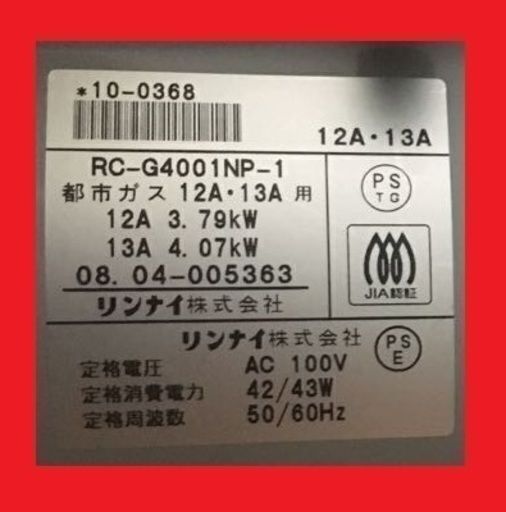 *10-0368
12A・13A
RC-G4001NP-1
都市ガス 12A・13A 用
12A 3.79kW
13A 4.07kW
08. 04-005363
リンナイ株式会社
PS
TG
JIA認証
リンナイ株式会社
PS
E
定格電圧 AC 100V
定格消費電力 42/43W
定格周波数 50/60Hz